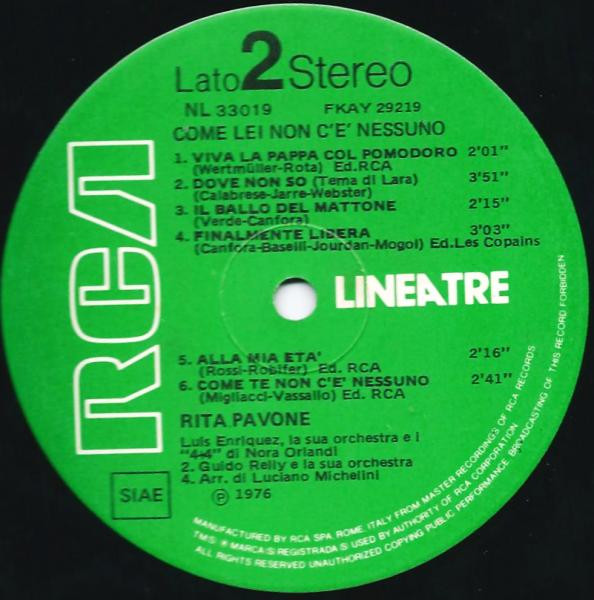 Lato 2 Stereo
NL 33019 FKAY 29219
COME LEI NON C'E' NESSUNO
1. VIVA LA PAPPA COL POMODORO 2'01"
(Wertmüller-Rota) Ed. RCA
2. DOVE NON SO (Tema di Lara) 3'51"
(Calabrese-Jarre-Webster)
3. IL BALLO DEL MATTONE 2'15"
(Verde-Canfora)
4. FINALMENTE LIBERA 3'03"
(Canfora-Baselli-Jourdan-Mogol) Ed. Les Copains
RCA
LINEATRE
5. ALLA MIA ETA' 2'16"
(Rossi-Robifer) Ed. RCA
6. COME TE NON C'E' NESSUNO 2'41"
(Migliacci-Vassallo) Ed. RCA
RITA PAVONE
Luis Enriquez, la sua orchestra e i
"4+4" di Nora Orlandi
2. Guido Relly e la sua orchestra
4. Arr. di Luciano Michelini
℗ 1976
SIAE
MANUFACTURED BY RCA SPA, ROME, ITALY FROM MASTER RECORDINGS OF RCA RECORDS
TM(S) ® MARCA(S) REGISTRADA(S) USED BY AUTHORITY OF RCA CORPORATION
ALL RIGHTS RESERVED UNAUTHORIZED COPYING PUBLIC PERFORMANCE BROADCASTING OF THIS RECORD FORBIDDEN